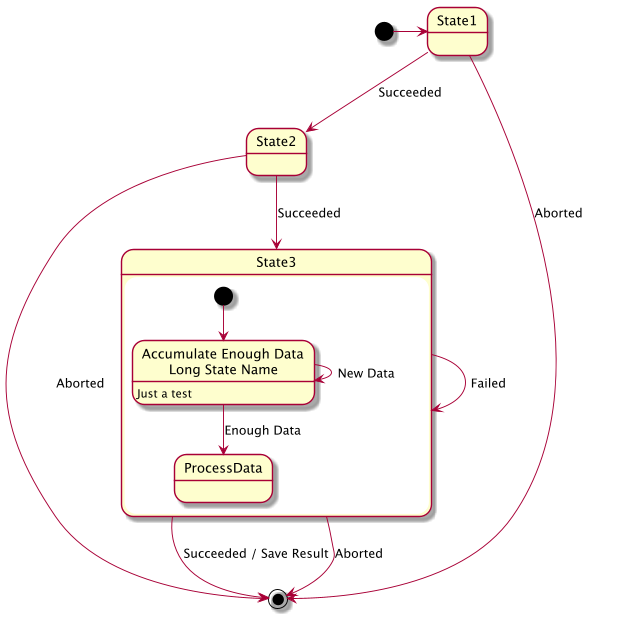 State1
Succeeded
State2
Succeeded
Aborted
State3
Accumulate Enough Data
Long State Name
Just a test
New Data
Aborted
Failed
Enough Data
ProcessData
Succeeded / Save Result
Aborted